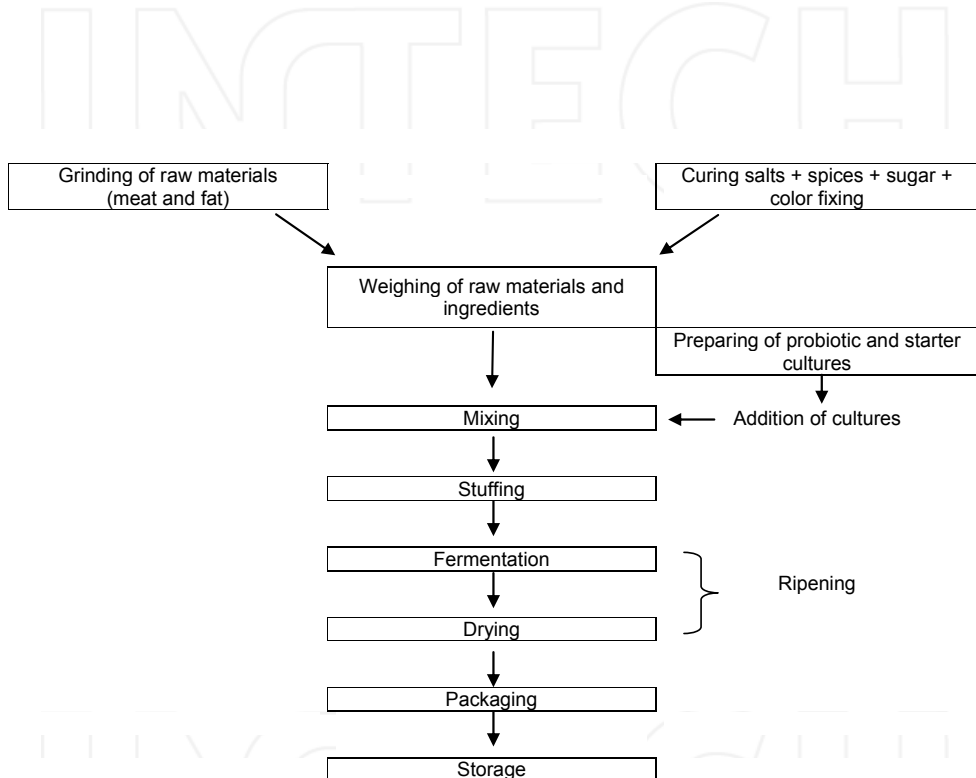 INTECH
Grinding of raw materials
(meat and fat)
Curing salts + spices + sugar +
color fixing
Weighing of raw materials and
ingredients
Preparing of probiotic and starter
cultures
Mixing
Addition of cultures
Stuffing
Fermentation
Ripening
Drying
Packaging
Storage